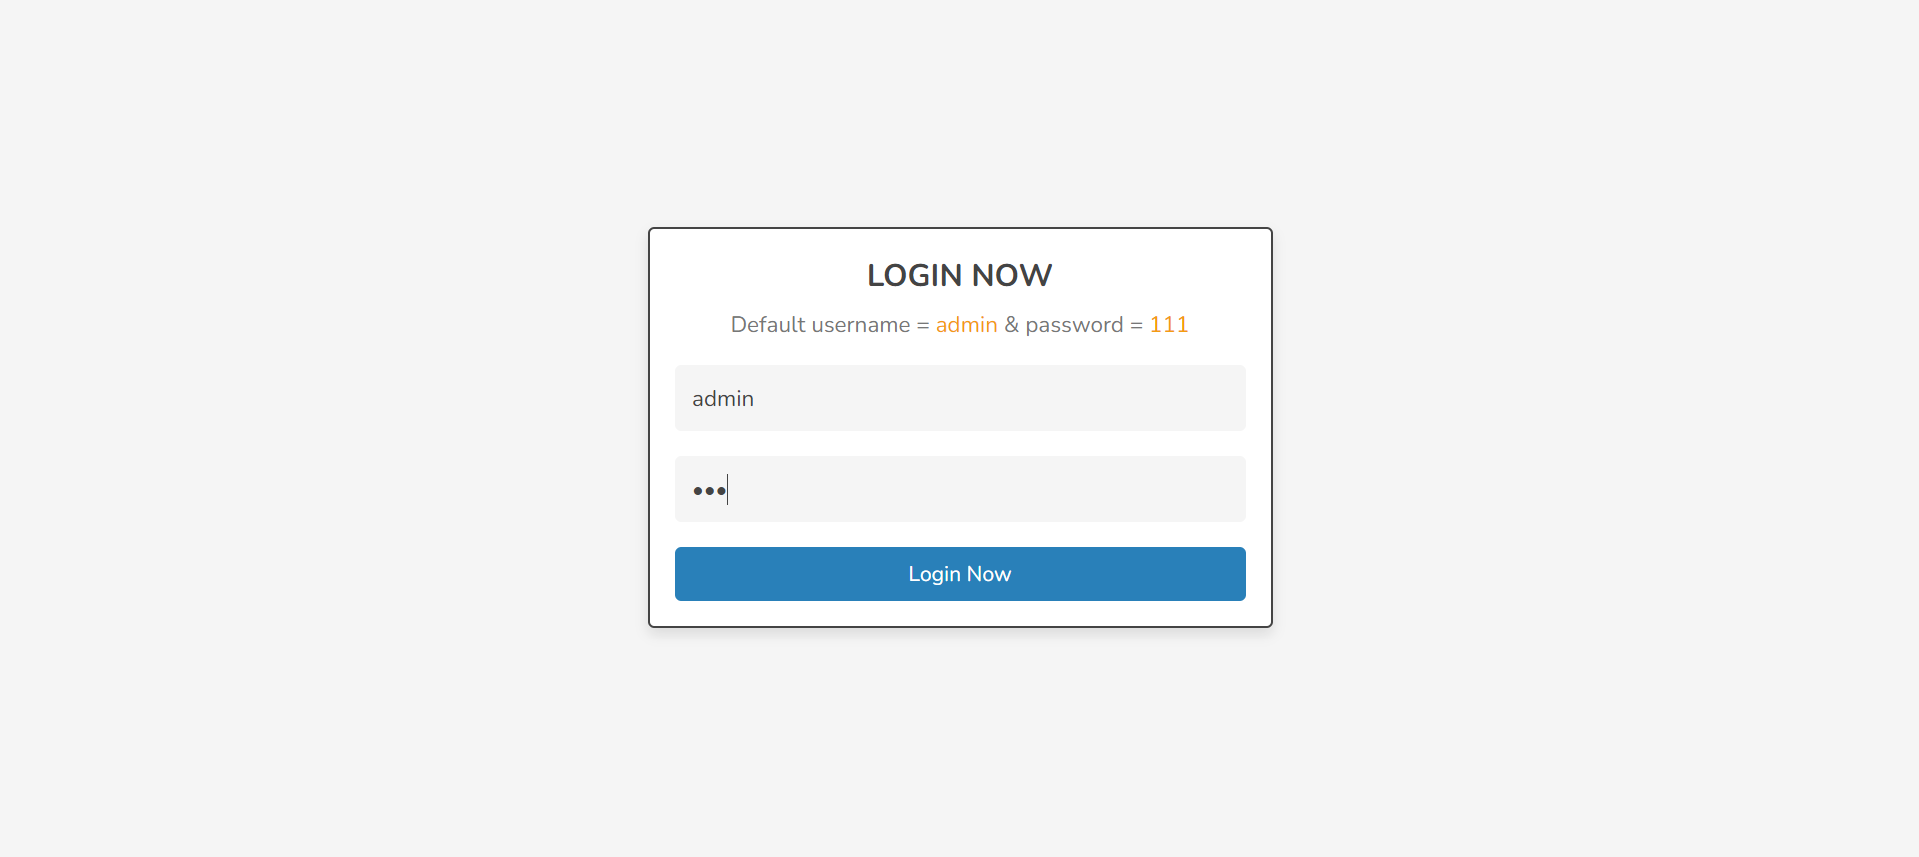 LOGIN NOW
Default username = admin & password = 111
admin
•••
Login Now